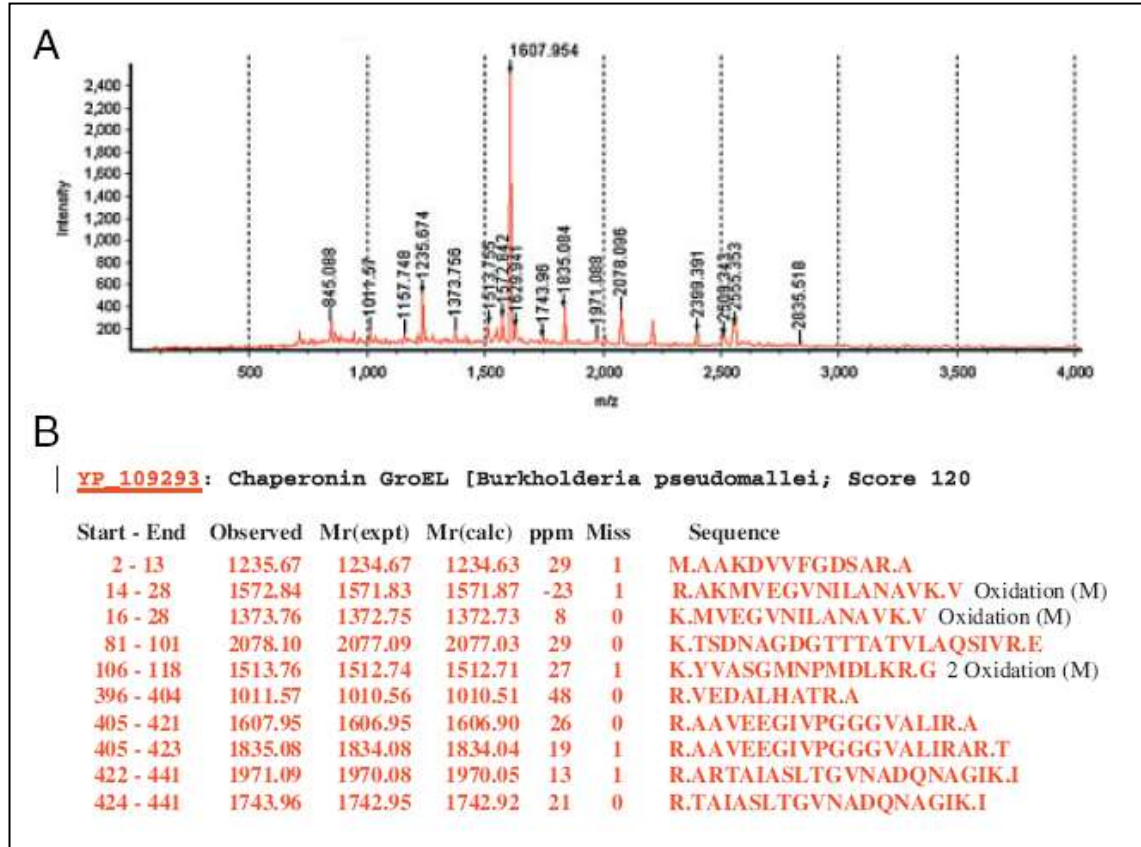 A
1607.954
2,400
2,200
2,000
1,800
1,600
1,400
1,200
1,000
800
600
400
200
Intensity
845.088
1011.57
1157.748
1235.674
1373.756
1513.755
1572.842
1629.941
1743.96
1835.084
1971.088
2078.096
2399.391
2509.343
2555.353
2835.518
500 1,000 1,500 2,000 2,500 3,000 3,500 4,000
m/z
B
YP_109293: Chaperonin GroEL [Burkholderia pseudomallei; Score 120
Start - End Observed Mr(expt) Mr(calc) ppm Miss Sequence
2 - 13 1235.67 1234.67 1234.63 29 1 M.AAKDVVFGDSAR.A
14 - 28 1572.84 1571.83 1571.87 -23 1 R.AKMVEGVNILANAVK.V Oxidation (M)
16 - 28 1373.76 1372.75 1372.73 8 0 K.MVEGVNILANAVK.V Oxidation (M)
81 - 101 2078.10 2077.09 2077.03 29 0 K.TSDNAGDGTTTATVLAQSIVR.E
106 - 118 1513.76 1512.74 1512.71 27 1 K.YVASGMNPMDLKR.G 2 Oxidation (M)
396 - 404 1011.57 1010.56 1010.51 48 0 R.VEDALHATR.A
405 - 421 1607.95 1606.95 1606.90 26 0 R.AAVEEGIVPGGGVALIR.A
405 - 423 1835.08 1834.08 1834.04 19 1 R.AAVEEGIVPGGGVALIRAR.T
422 - 441 1971.09 1970.08 1970.05 13 1 R.ARTAIASLTGVNADQNAGIK.I
424 - 441 1743.96 1742.95 1742.92 21 0 R.TAIASLTGVNADQNAGIK.I